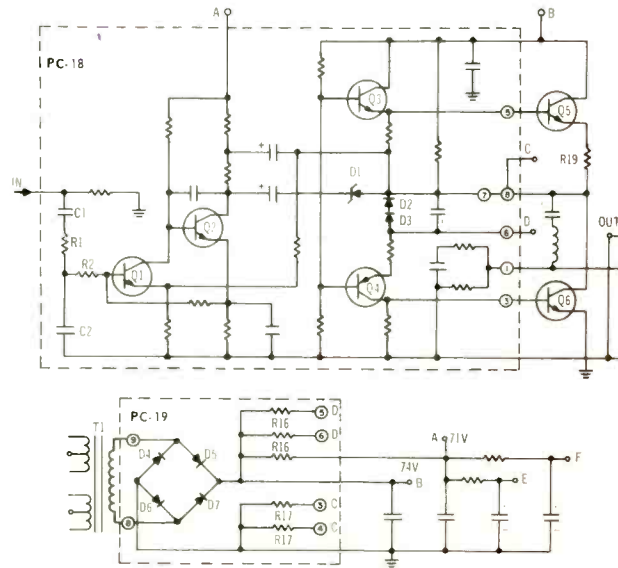 A
B
PC-18
Q3
Q5
5
C
R19
IN
D1
7
8
C1
D2
D3
Q2
6
D
OUT
R1
R2
Q1
1
Q4
3
Q6
C2
PC-19
5
D
R16
A
71V
T1
9
6
D
D4
D5
R16
F
74V
B
E
3
C
D6
D7
R17
8
4
C
R17